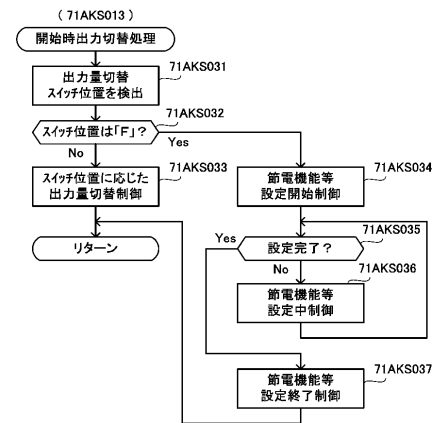 (71AKS013)
開始時出力切替処理
71AKS031
出力量切替
スイッチ位置を検出
71AKS032
スイッチ位置は「F」?
Yes
No
71AKS033
スイッチ位置に応じた
出力量切替制御
71AKS034
節電機能等
設定開始制御
リターン
71AKS035
設定完了?
Yes
No
71AKS036
節電機能等
設定中制御
71AKS037
節電機能等
設定終了制御